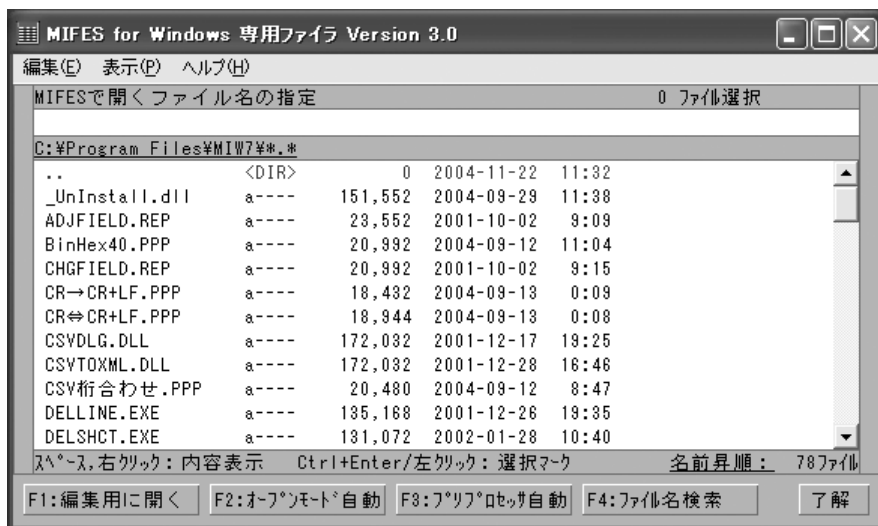 MIFES for Windows 専用ファイラ Version 3.0
編集(E) 表示(P) ヘルプ(H)
MIFESで開くファイル名の指定 0 ファイル選択
C:¥Program Files¥MIW7¥*.*
.. <DIR> 0 2004-11-22 11:32
_UnInstall.dll a---- 151,552 2004-09-29 11:38
ADJFIELD.REP a---- 23,552 2001-10-02 9:09
BinHex40.PPP a---- 20,992 2004-09-12 11:04
CHGFIELD.REP a---- 20,992 2001-10-02 9:15
CR→CR+LF.PPP a---- 18,432 2004-09-13 0:09
CR⇔CR+LF.PPP a---- 18,944 2004-09-13 0:08
CSVDLG.DLL a---- 172,032 2001-12-17 19:25
CSVTOXML.DLL a---- 172,032 2001-12-28 16:46
CSV桁合わせ.PPP a---- 20,480 2004-09-12 8:47
DELLINE.EXE a---- 135,168 2001-12-26 19:35
DELSHCT.EXE a---- 131,072 2002-01-28 10:40
スペース,右クリック: 内容表示 Ctrl+Enter/左クリック: 選択マーク 名前昇順: 78ファイル
F1:編集用に開く F2:オープンモード自動 F3:プリプロセッサ自動 F4:ファイル名検索 了解